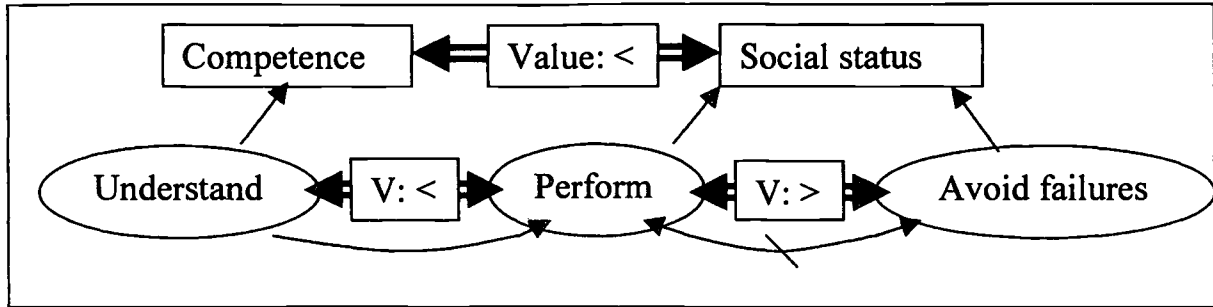 Competence Value: < Social status
Understand V: < Perform V: > Avoid failures